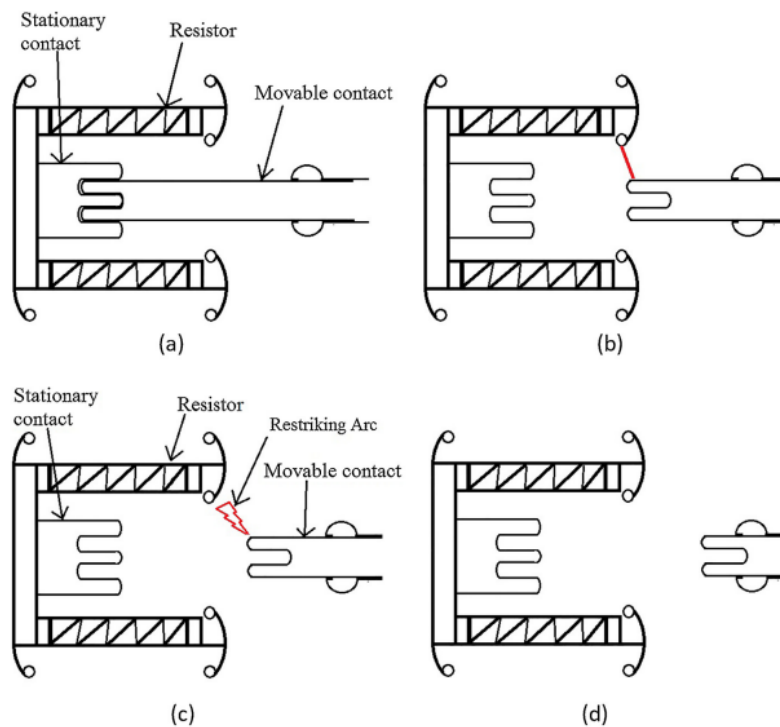 Stationary
contact
Resistor
Movable contact
(a)
(b)
Stationary
contact
Resistor
Restriking Arc
Movable contact
(c)
(d)